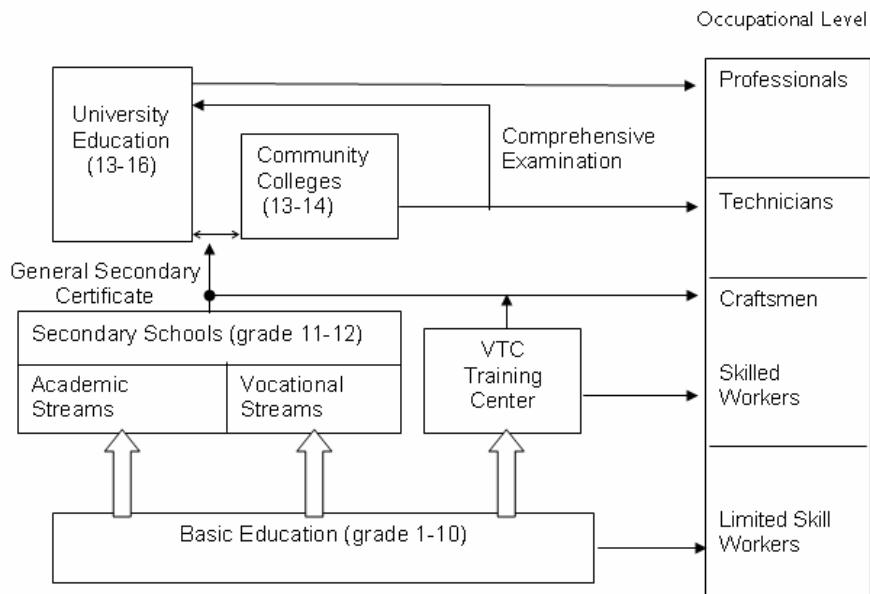 Occupational Level
Professionals
University
Education
(13-16)
Community
Colleges
(13-14)
Comprehensive
Examination
Technicians
General Secondary
Certificate
Craftsmen
Secondary Schools (grade 11-12)
Academic
Streams
Vocational
Streams
VTC
Training
Center
Skilled
Workers
Basic Education (grade 1-10)
Limited Skill
Workers